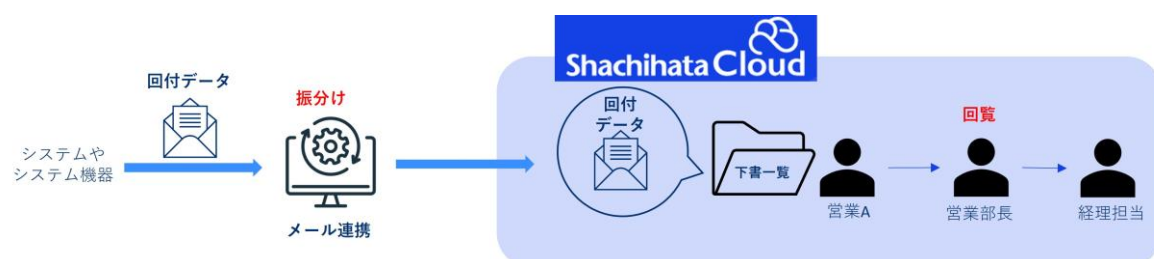 Shachihata Cloud
回付データ
振分け
回付
データ
回覧
システムや
システム機器
下書一覧
メール連携
営業A
営業部長
経理担当